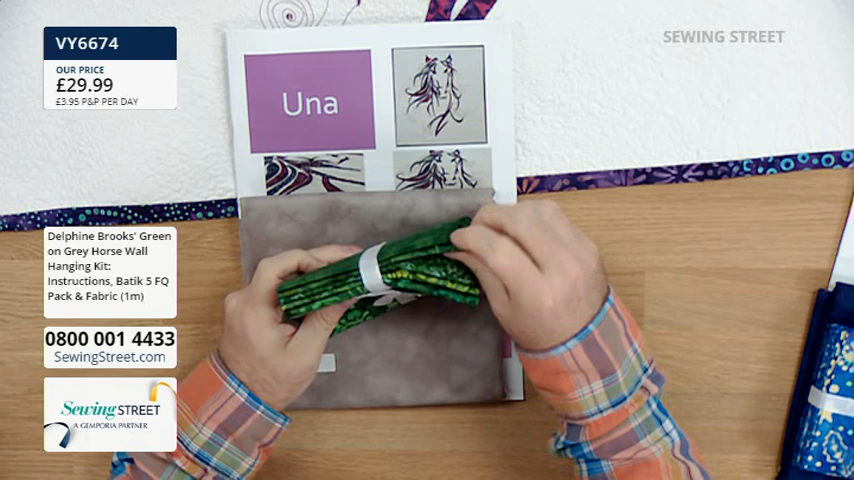 VY6674
OUR PRICE
£29.99
£3.95 P&P PER DAY
SEWING STREET
Una
Delphine Brooks' Green
on Grey Horse Wall
Hanging Kit:
Instructions, Batik 5 FQ
Pack & Fabric (1m)
0800 001 4433
SewingStreet.com
Sewing STREET
A GEMPORIA PARTNER